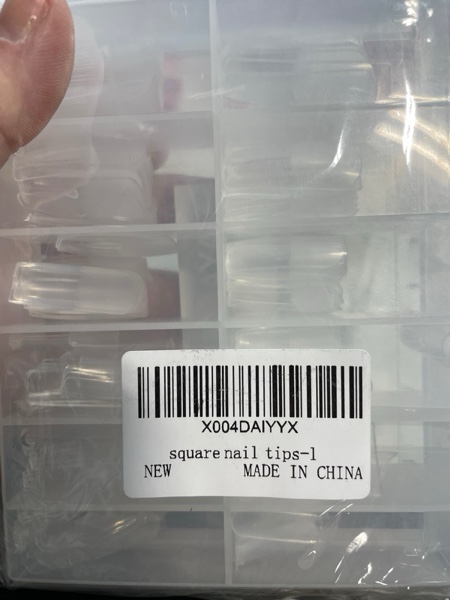 X004DAIYYX
square nail tips-1
NEW MADE IN CHINA